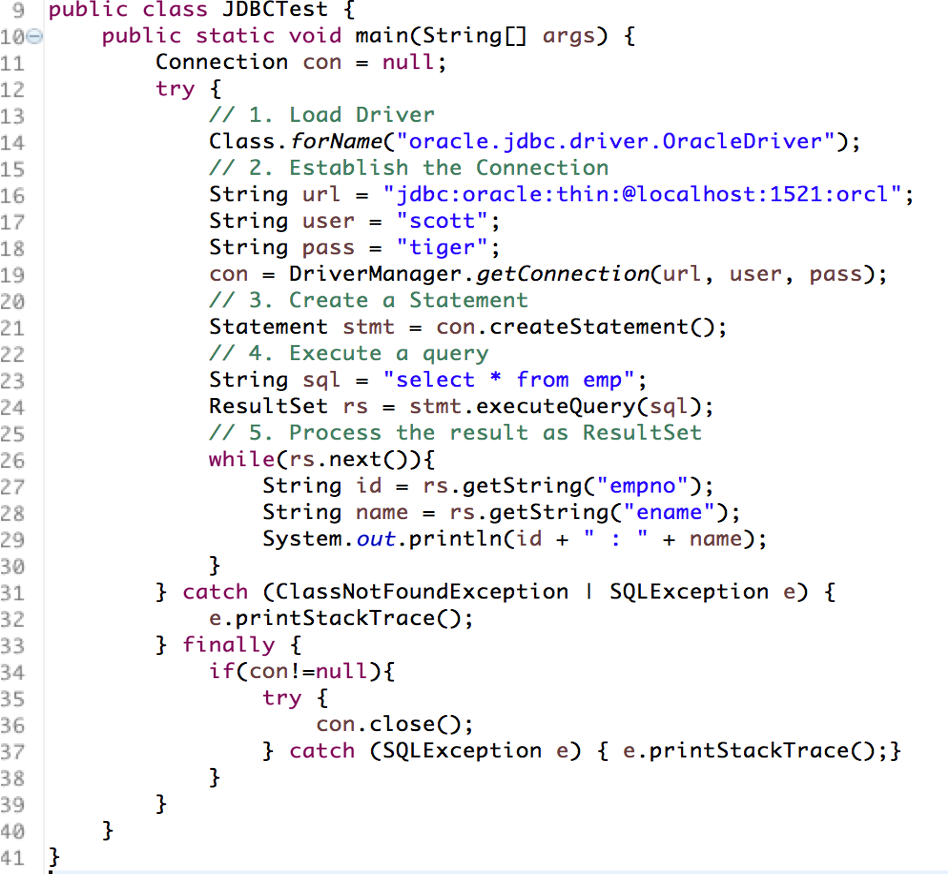 9 public class JDBCTest {
10 public static void main(String[] args) {
11 Connection con = null;
12 try {
13 // 1. Load Driver
14 Class.forName("oracle.jdbc.driver.OracleDriver");
15 // 2. Establish the Connection
16 String url = "jdbc:oracle:thin:@localhost:1521:orcl";
17 String user = "scott";
18 String pass = "tiger";
19 con = DriverManager.getConnection(url, user, pass);
20 // 3. Create a Statement
21 Statement stmt = con.createStatement();
22 // 4. Execute a query
23 String sql = "select * from emp";
24 ResultSet rs = stmt.executeQuery(sql);
25 // 5. Process the result as ResultSet
26 while(rs.next()){
27 String id = rs.getString("empno");
28 String name = rs.getString("ename");
29 System.out.println(id + " : " + name);
30 }
31 } catch (ClassNotFoundException | SQLException e) {
32 e.printStackTrace();
33 } finally {
34 if(con!=null){
35 try {
36 con.close();
37 } catch (SQLException e) { e.printStackTrace();}
38 }
39 }
40 }
41 }